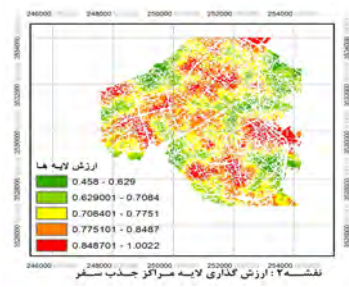 246000 248000 250000 252000 254000
ارزش لایه ها
0.458 - 0.629
0.629001 - 0.7084
0.708401 - 0.7751
0.775101 - 0.8487
0.848701 - 1.0022
246000 248000 250000 252000 254000
نقشه۲ : ارزش گذاری لایه مراکز جذب سفر